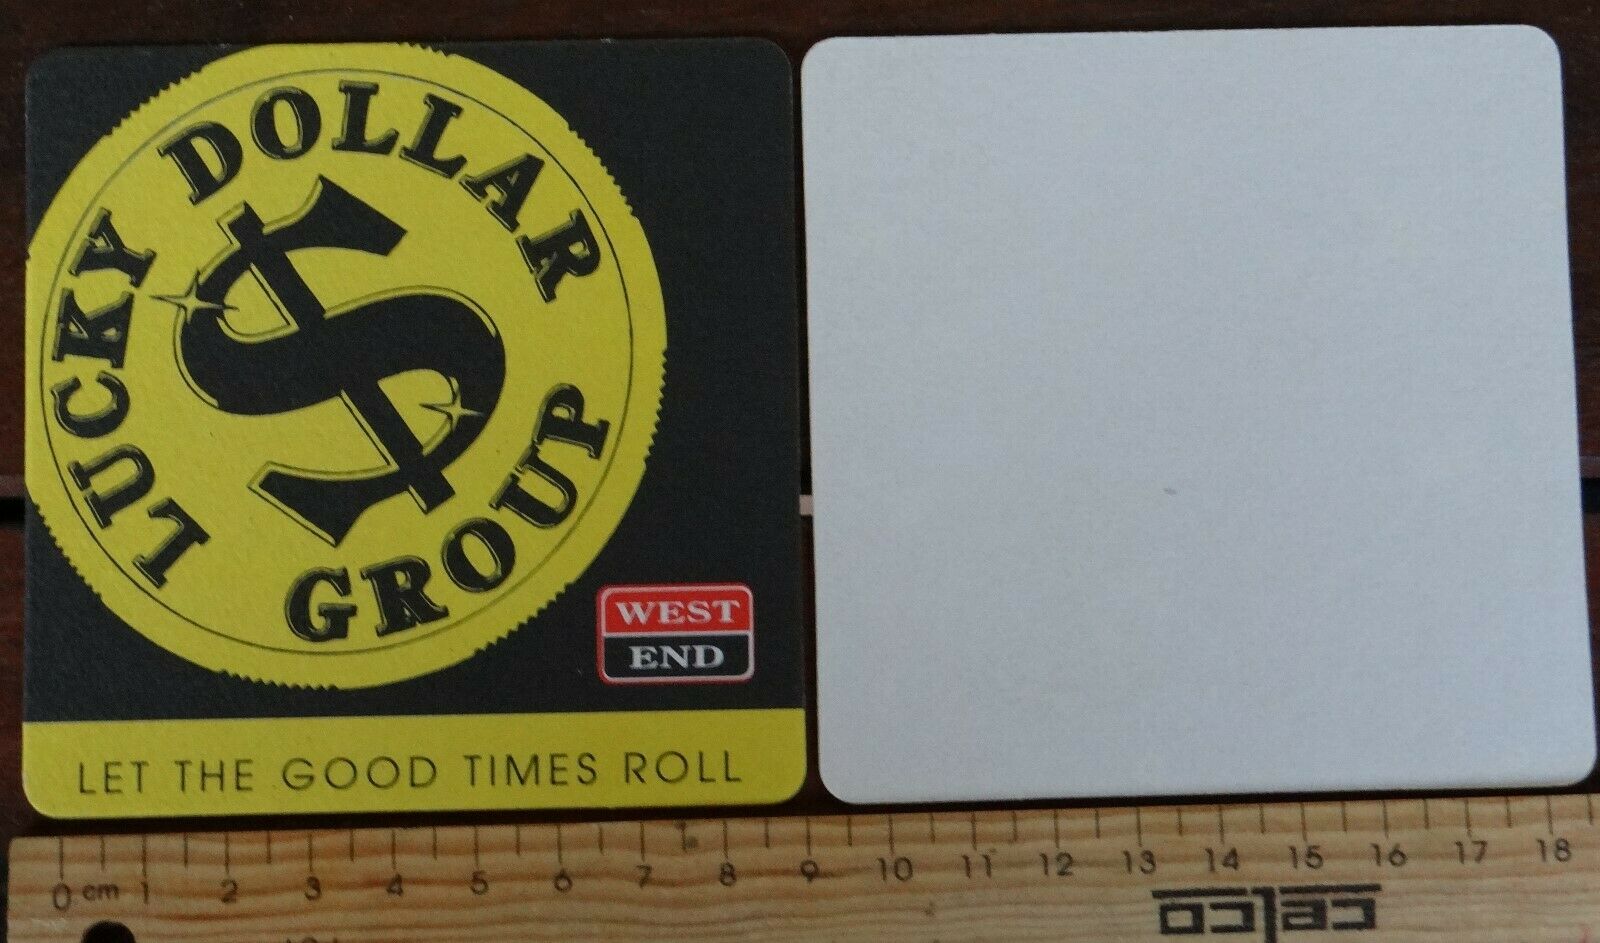 LUCKY DOLLAR
$
GROUP
WEST
END
LET THE GOOD TIMES ROLL
0 cm 1 2 3 4 5 6 7 8 9 10 11 12 13 14 15 16 17 18
celco